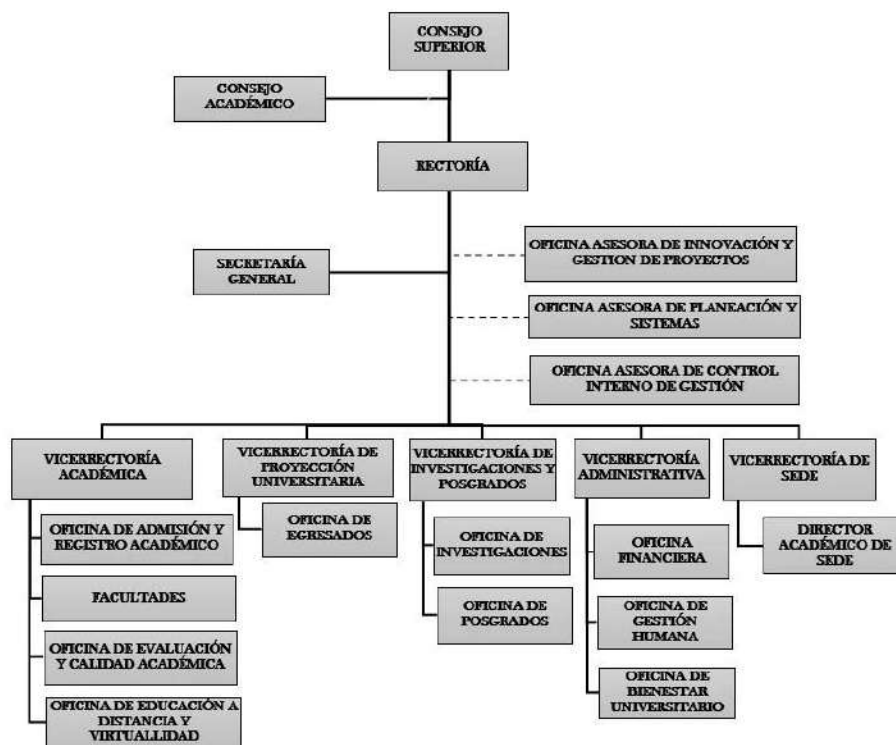 CONSEJO
SUPERIOR
CONSEJO
ACADÉMICO
RECTORÍA
SECRETARÍA
GENERAL
OFICINA ASESORA DE INNOVACIÓN Y
GESTION DE PROYECTOS
OFICINA ASESORA DE PLANEACIÓN Y
SISTEMAS
OFICINA ASESORA DE CONTROL
INTERNO DE GESTIÓN
VICERRECTORÍA
ACADÉMICA
OFICINA DE ADMISIÓN Y
REGISTRO ACADÉMICO
FACULTADES
OFICINA DE EVALUACIÓN
Y CALIDAD ACADÉMICA
OFICINA DE EDUCACIÓN A
DISTANCIA Y
VIRTUALLIDAD
VICERRECTORÍA DE
PROYECCIÓN
UNIVERSITARIA
OFICINA DE
EGRESADOS
VICERRECTORÍA DE
INVESTIGACIONES Y
POSGRADOS
OFICINA DE
INVESTIGACIONES
OFICINA DE
POSGRADOS
VICERRECTORÍA
ADMINISTRATIVA
OFICINA
FINANCIERA
OFICINA DE
GESTIÓN
HUMANA
OFICINA DE
BIENESTAR
UNIVERSITARIO
VICERRECTORÍA DE
SEDE
DIRECTOR
ACADÉMICO DE
SEDE